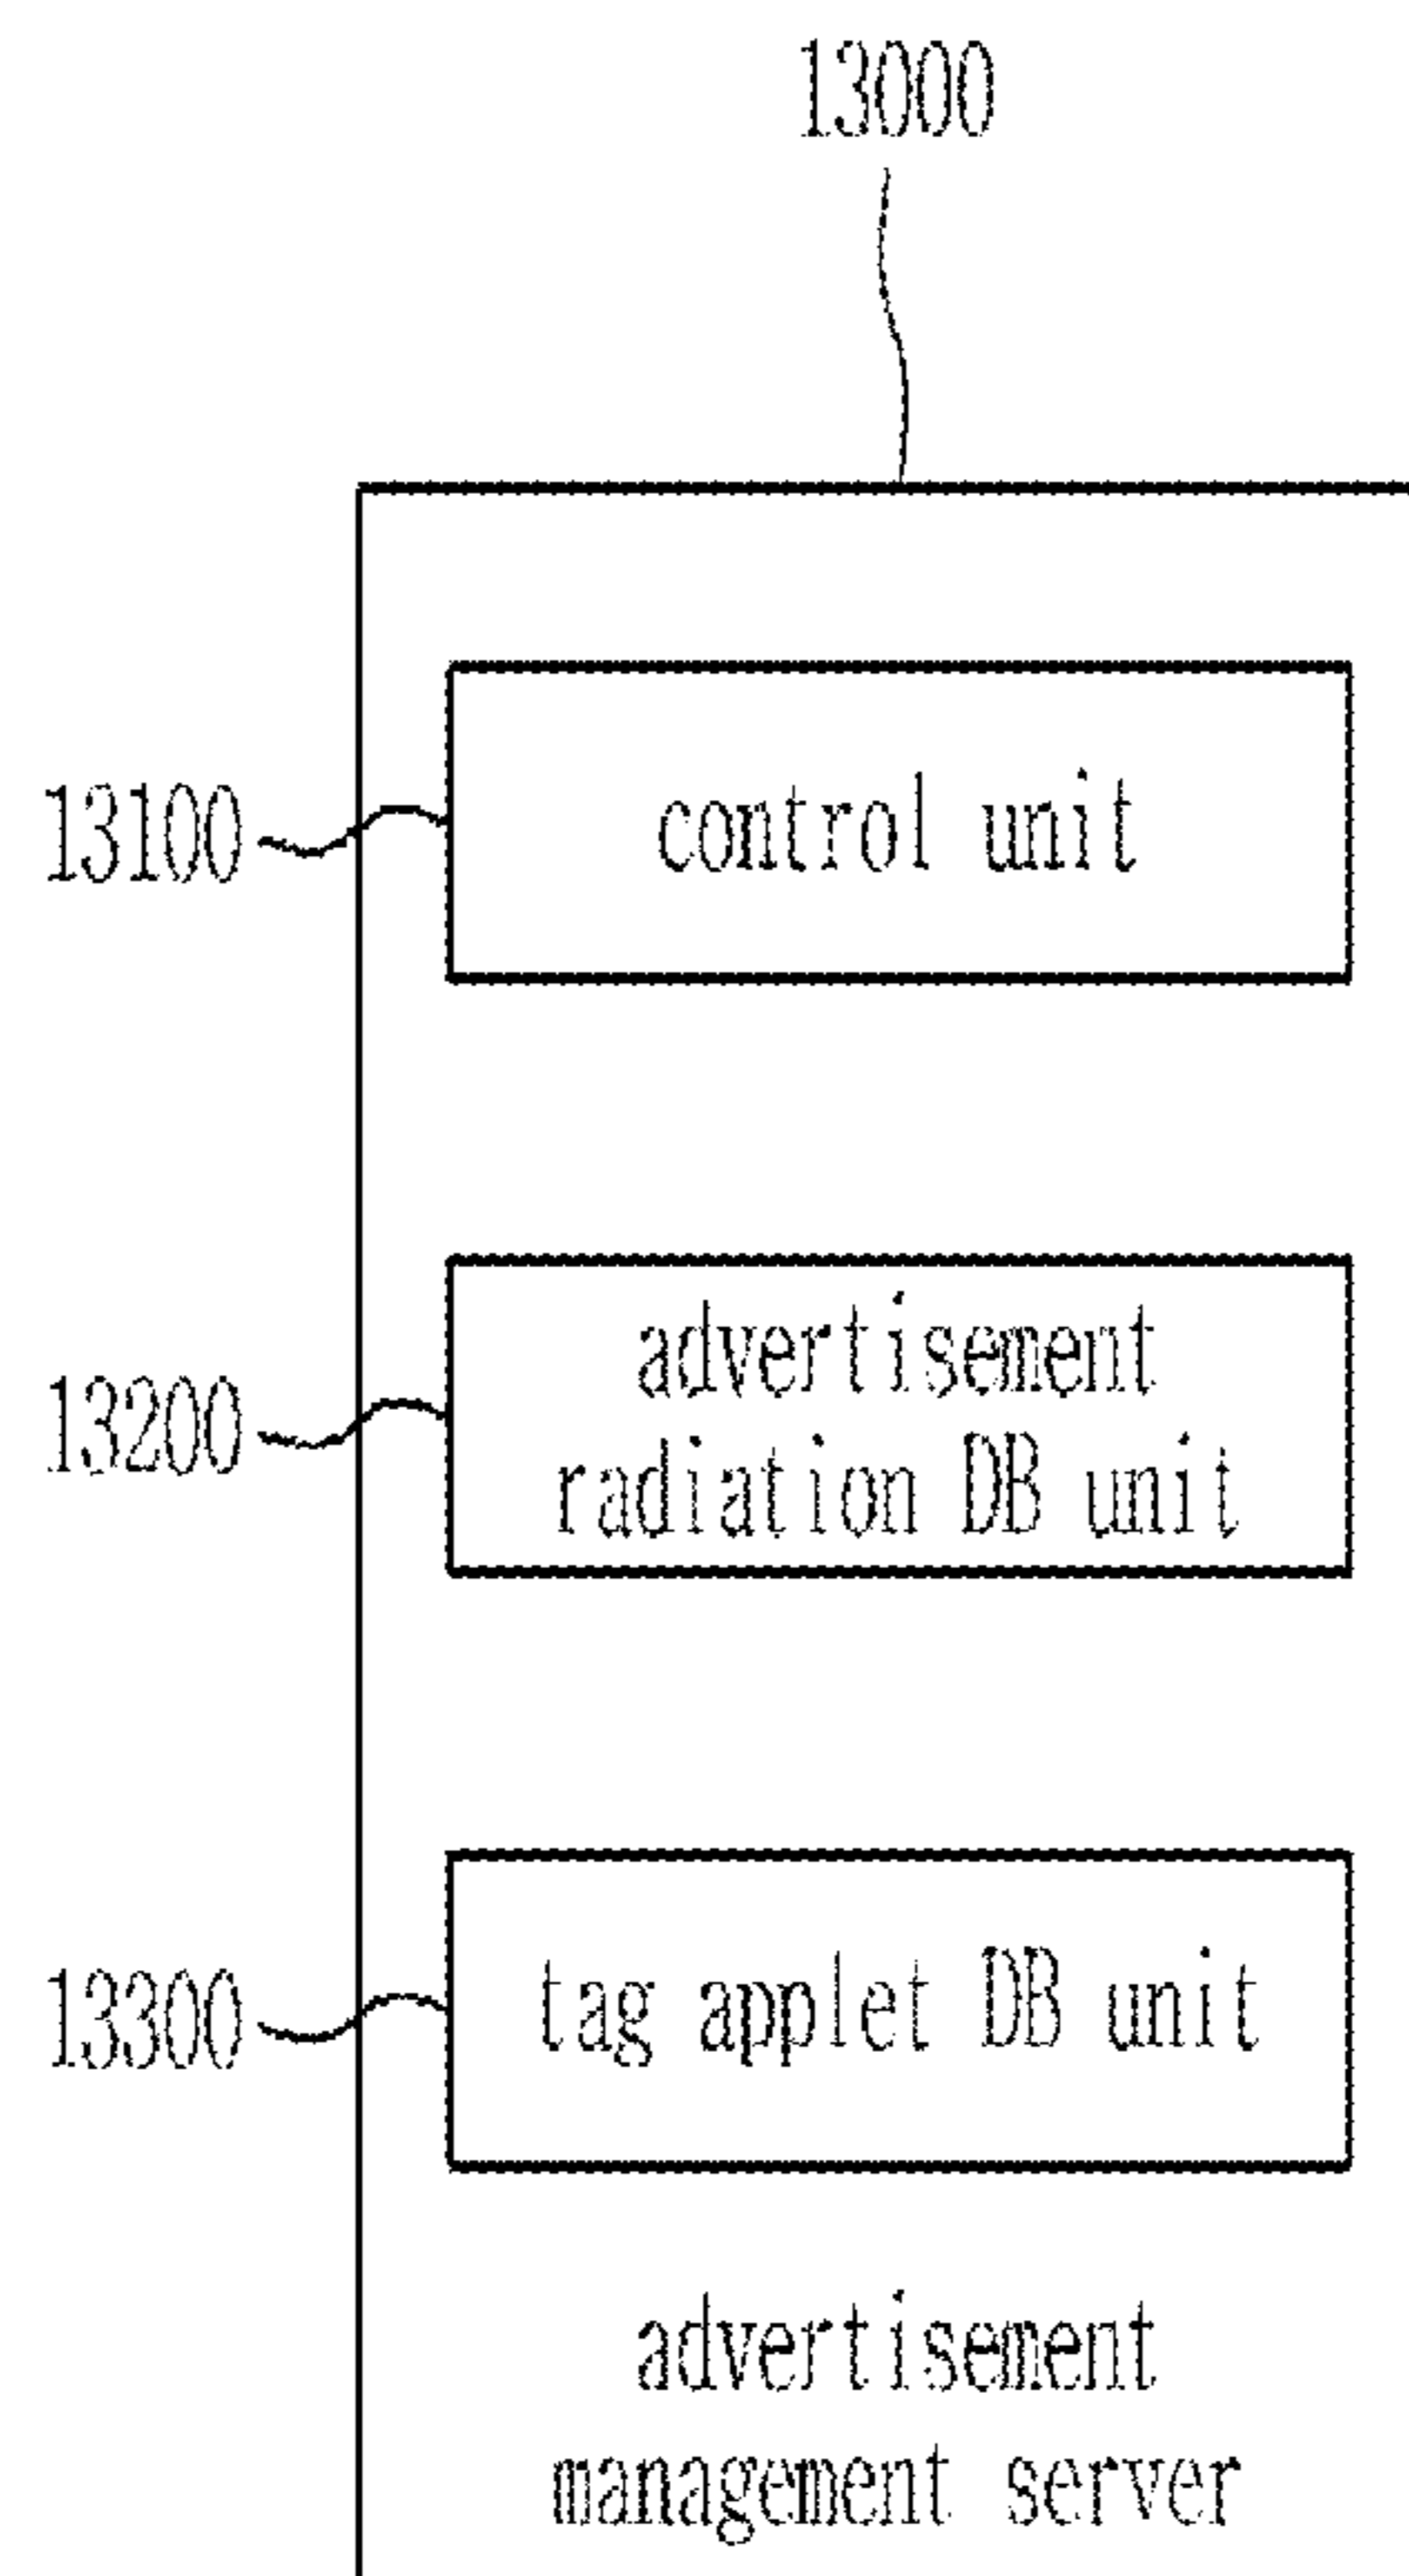 13000
13100
control unit
13200
advertisement
radiation DB unit
13300
tag applet DB unit
advertisement
management server